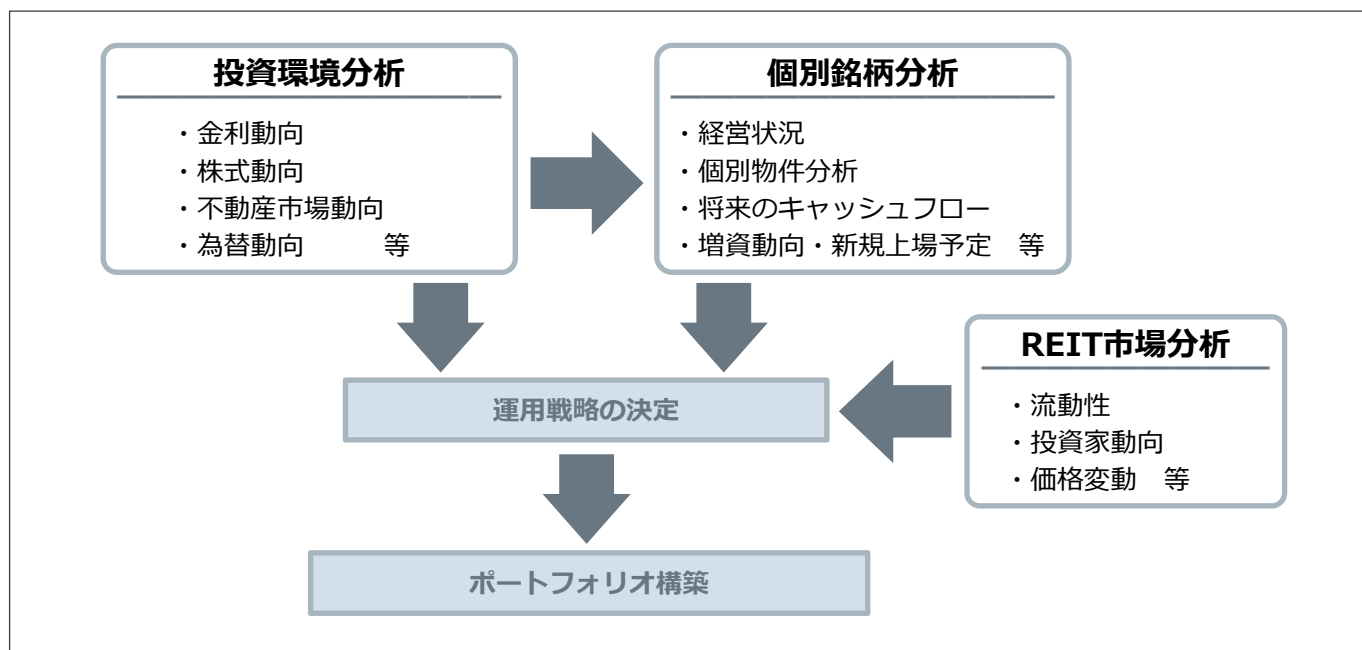 投資環境分析
・金利動向
・株式動向
・不動産市場動向
・為替動向　　　等
個別銘柄分析
・経営状況
・個別物件分析
・将来のキャッシュフロー
・増資動向・新規上場予定　等
REIT市場分析
・流動性
・投資家動向
・価格変動　等
運用戦略の決定
ポートフォリオ構築